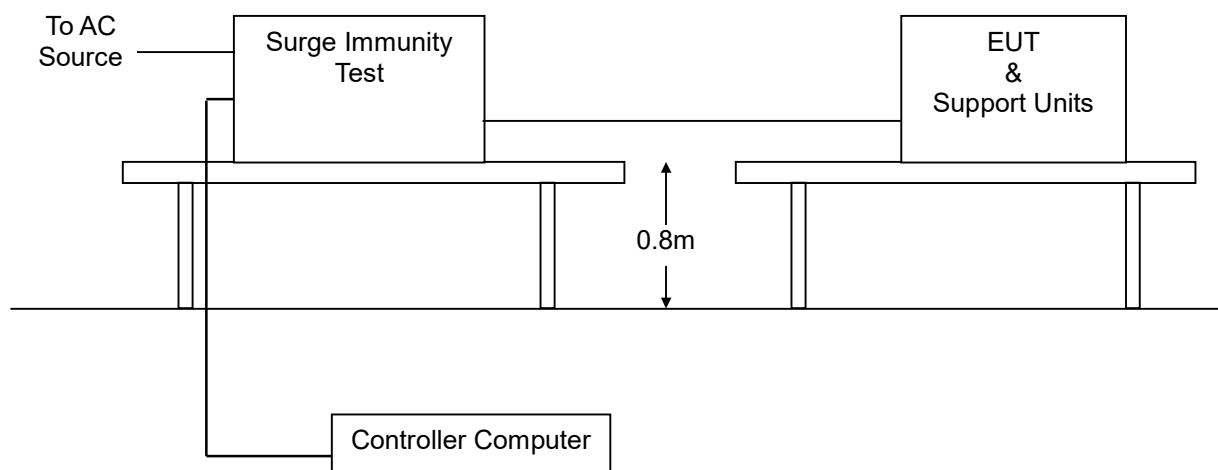 To AC
Source
Surge Immunity
Test
EUT
&
Support Units
0.8m
Controller Computer